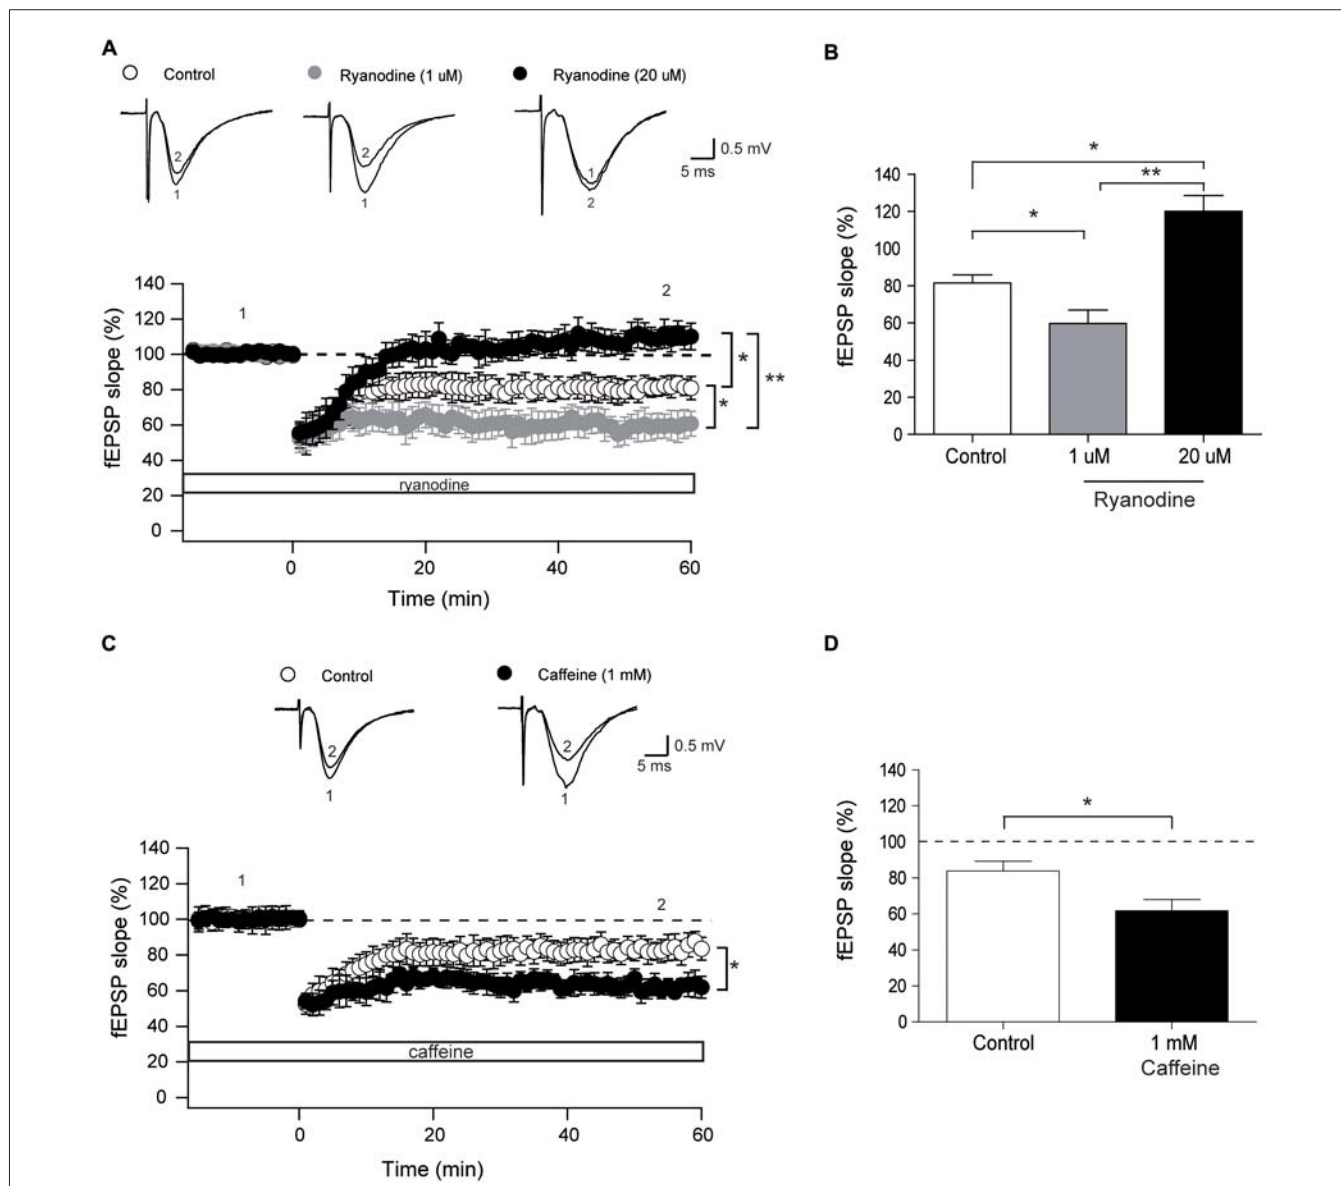 A
Control
Ryanodine (1 uM)
Ryanodine (20 uM)
2
1
2
1
1
2
0.5 mV
5 ms
fEPSP slope (%)
140
120
100
80
60
40
20
0
1
2
*
*
**
ryanodine
0
20
40
60
Time (min)
B
fEPSP slope (%)
140
120
100
80
60
40
20
0
*
**
*
Control
1 uM
20 uM
Ryanodine
C
Control
Caffeine (1 mM)
2
1
2
1
0.5 mV
5 ms
fEPSP slope (%)
140
120
100
80
60
40
20
0
1
2
*
caffeine
0
20
40
60
Time (min)
D
fEPSP slope (%)
140
120
100
80
60
40
20
0
*
Control
1 mM
Caffeine